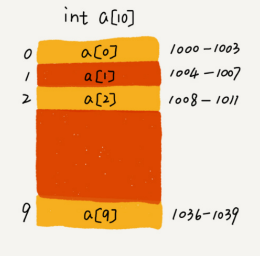 int a[10]
0 a[0] 1000-1003
1 a[1] 1004-1007
2 a[2] 1008-1011
9 a[9] 1036-1039